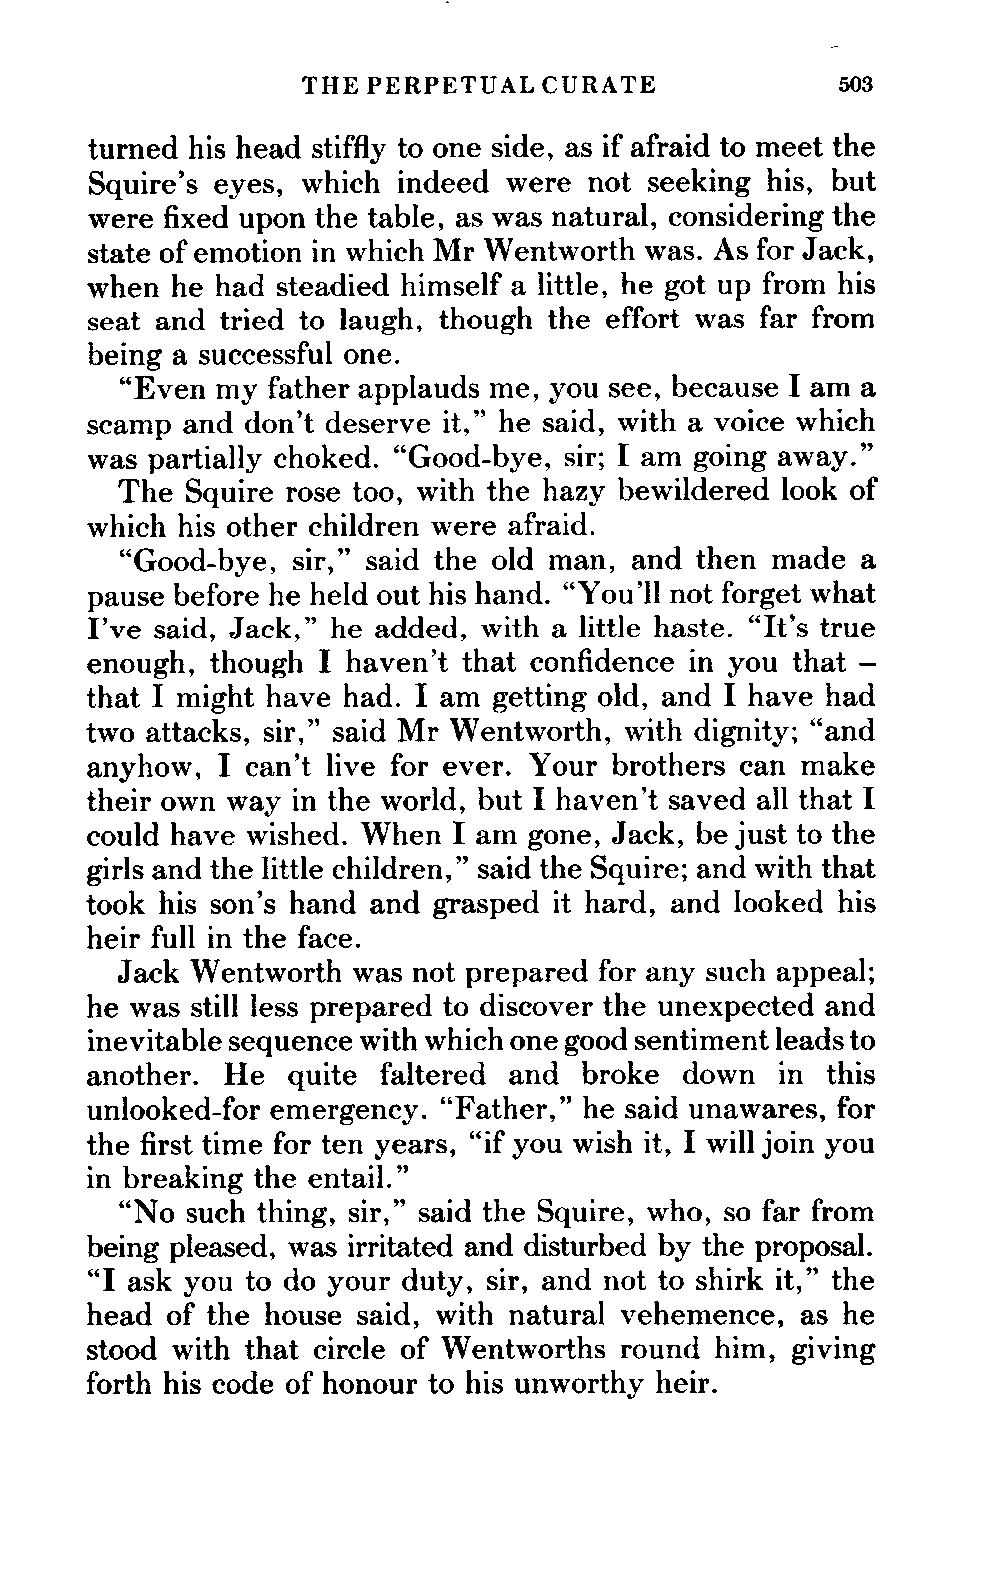 THE PERPETUAL CURATE 503
turned his head stiffly to one side, as if afraid to meet the
Squire's eyes, which indeed were not seeking his, but
were fixed upon the table, as was natural, considering the
state of emotion in which Mr Wentworth was. As for Jack,
when he had steadied himself a little, he got up from his
seat and tried to laugh, though the effort was far from
being a successful one.
“Even my father applauds me, you see, because I am a
scamp and don't deserve it,” he said, with a voice which
was partially choked. “Good-bye, sir; I am going away.”
The Squire rose too, with the hazy bewildered look of
which his other children were afraid.
“Good-bye, sir,” said the old man, and then made a
pause before he held out his hand. “You'll not forget what
I've said, Jack,” he added, with a little haste. “It's true
enough, though I haven't that confidence in you that –
that I might have had. I am getting old, and I have had
two attacks, sir,” said Mr Wentworth, with dignity; “and
anyhow, I can't live for ever. Your brothers can make
their own way in the world, but I haven't saved all that I
could have wished. When I am gone, Jack, be just to the
girls and the little children,” said the Squire; and with that
took his son's hand and grasped it hard, and looked his
heir full in the face.
Jack Wentworth was not prepared for any such appeal;
he was still less prepared to discover the unexpected and
inevitable sequence with which one good sentiment leads to
another. He quite faltered and broke down in this
unlooked-for emergency. “Father,” he said unawares, for
the first time for ten years, “if you wish it, I will join you
in breaking the entail.”
“No such thing, sir,” said the Squire, who, so far from
being pleased, was irritated and disturbed by the proposal.
“I ask you to do your duty, sir, and not to shirk it,” the
head of the house said, with natural vehemence, as he
stood with that circle of Wentworths round him, giving
forth his code of honour to his unworthy heir.